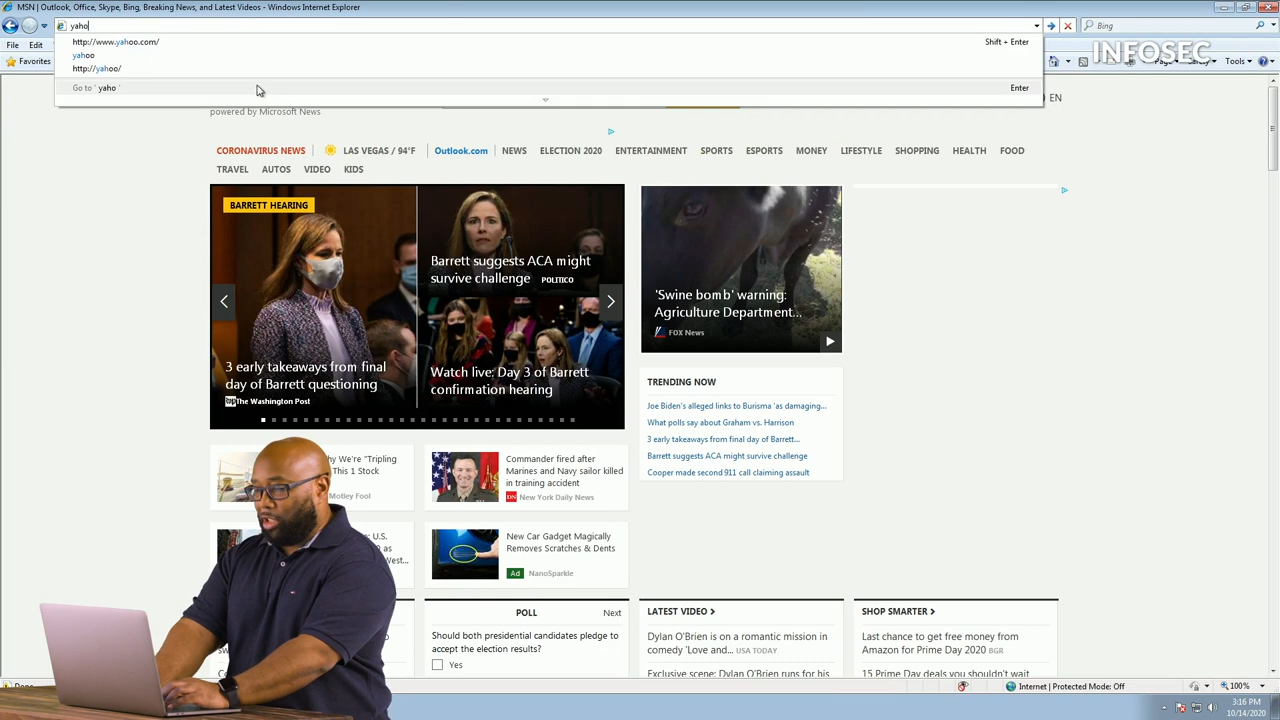 MSN | Outlook, Office, Skype, Bing, Breaking News, and Latest Videos - Windows Internet Explorer
yaho
Bing
http://www.yahoo.com/
Shift + Enter
yahoo
http://yahoo/
Go to ' yaho '
Enter
File Edit
INFOSEC
Favorites
Tools
EN
powered by Microsoft News
CORONAVIRUS NEWS
LAS VEGAS / 94°F
Outlook.com
NEWS
ELECTION 2020
ENTERTAINMENT
SPORTS
ESPORTS
MONEY
LIFESTYLE
SHOPPING
HEALTH
FOOD
TRAVEL
AUTOS
VIDEO
KIDS
BARRETT HEARING
3 early takeaways from final
day of Barrett questioning
The Washington Post
Barrett suggests ACA might
survive challenge POLITICO
Watch live: Day 3 of Barrett
confirmation hearing
'Swine bomb' warning:
Agriculture Department...
FOX News
TRENDING NOW
Joe Biden's alleged links to Burisma 'as damaging...
What polls say about Graham vs. Harrison
3 early takeaways from final day of Barrett...
Barrett suggests ACA might survive challenge
Cooper made second 911 call claiming assault
We're "Tripling
This 1 Stock
Motley Fool
Commander fired after
Marines and Navy sailor killed
in training accident
DN New York Daily News
U.S.
as
West...
New Car Gadget Magically
Removes Scratches & Dents
Ad NanoSparkle
POLL
Next
Should both presidential candidates pledge to
accept the election results?
Yes
LATEST VIDEO
Dylan O'Brien is on a romantic mission in
comedy 'Love and... USA TODAY
Exclusive scene: Dylan O'Brien runs for his
SHOP SMARTER
Last chance to get free money from
Amazon for Prime Day 2020 BGR
15 Prime Day deals you shouldn't wait
Internet | Protected Mode: Off
100%
3:16 PM
10/14/2020